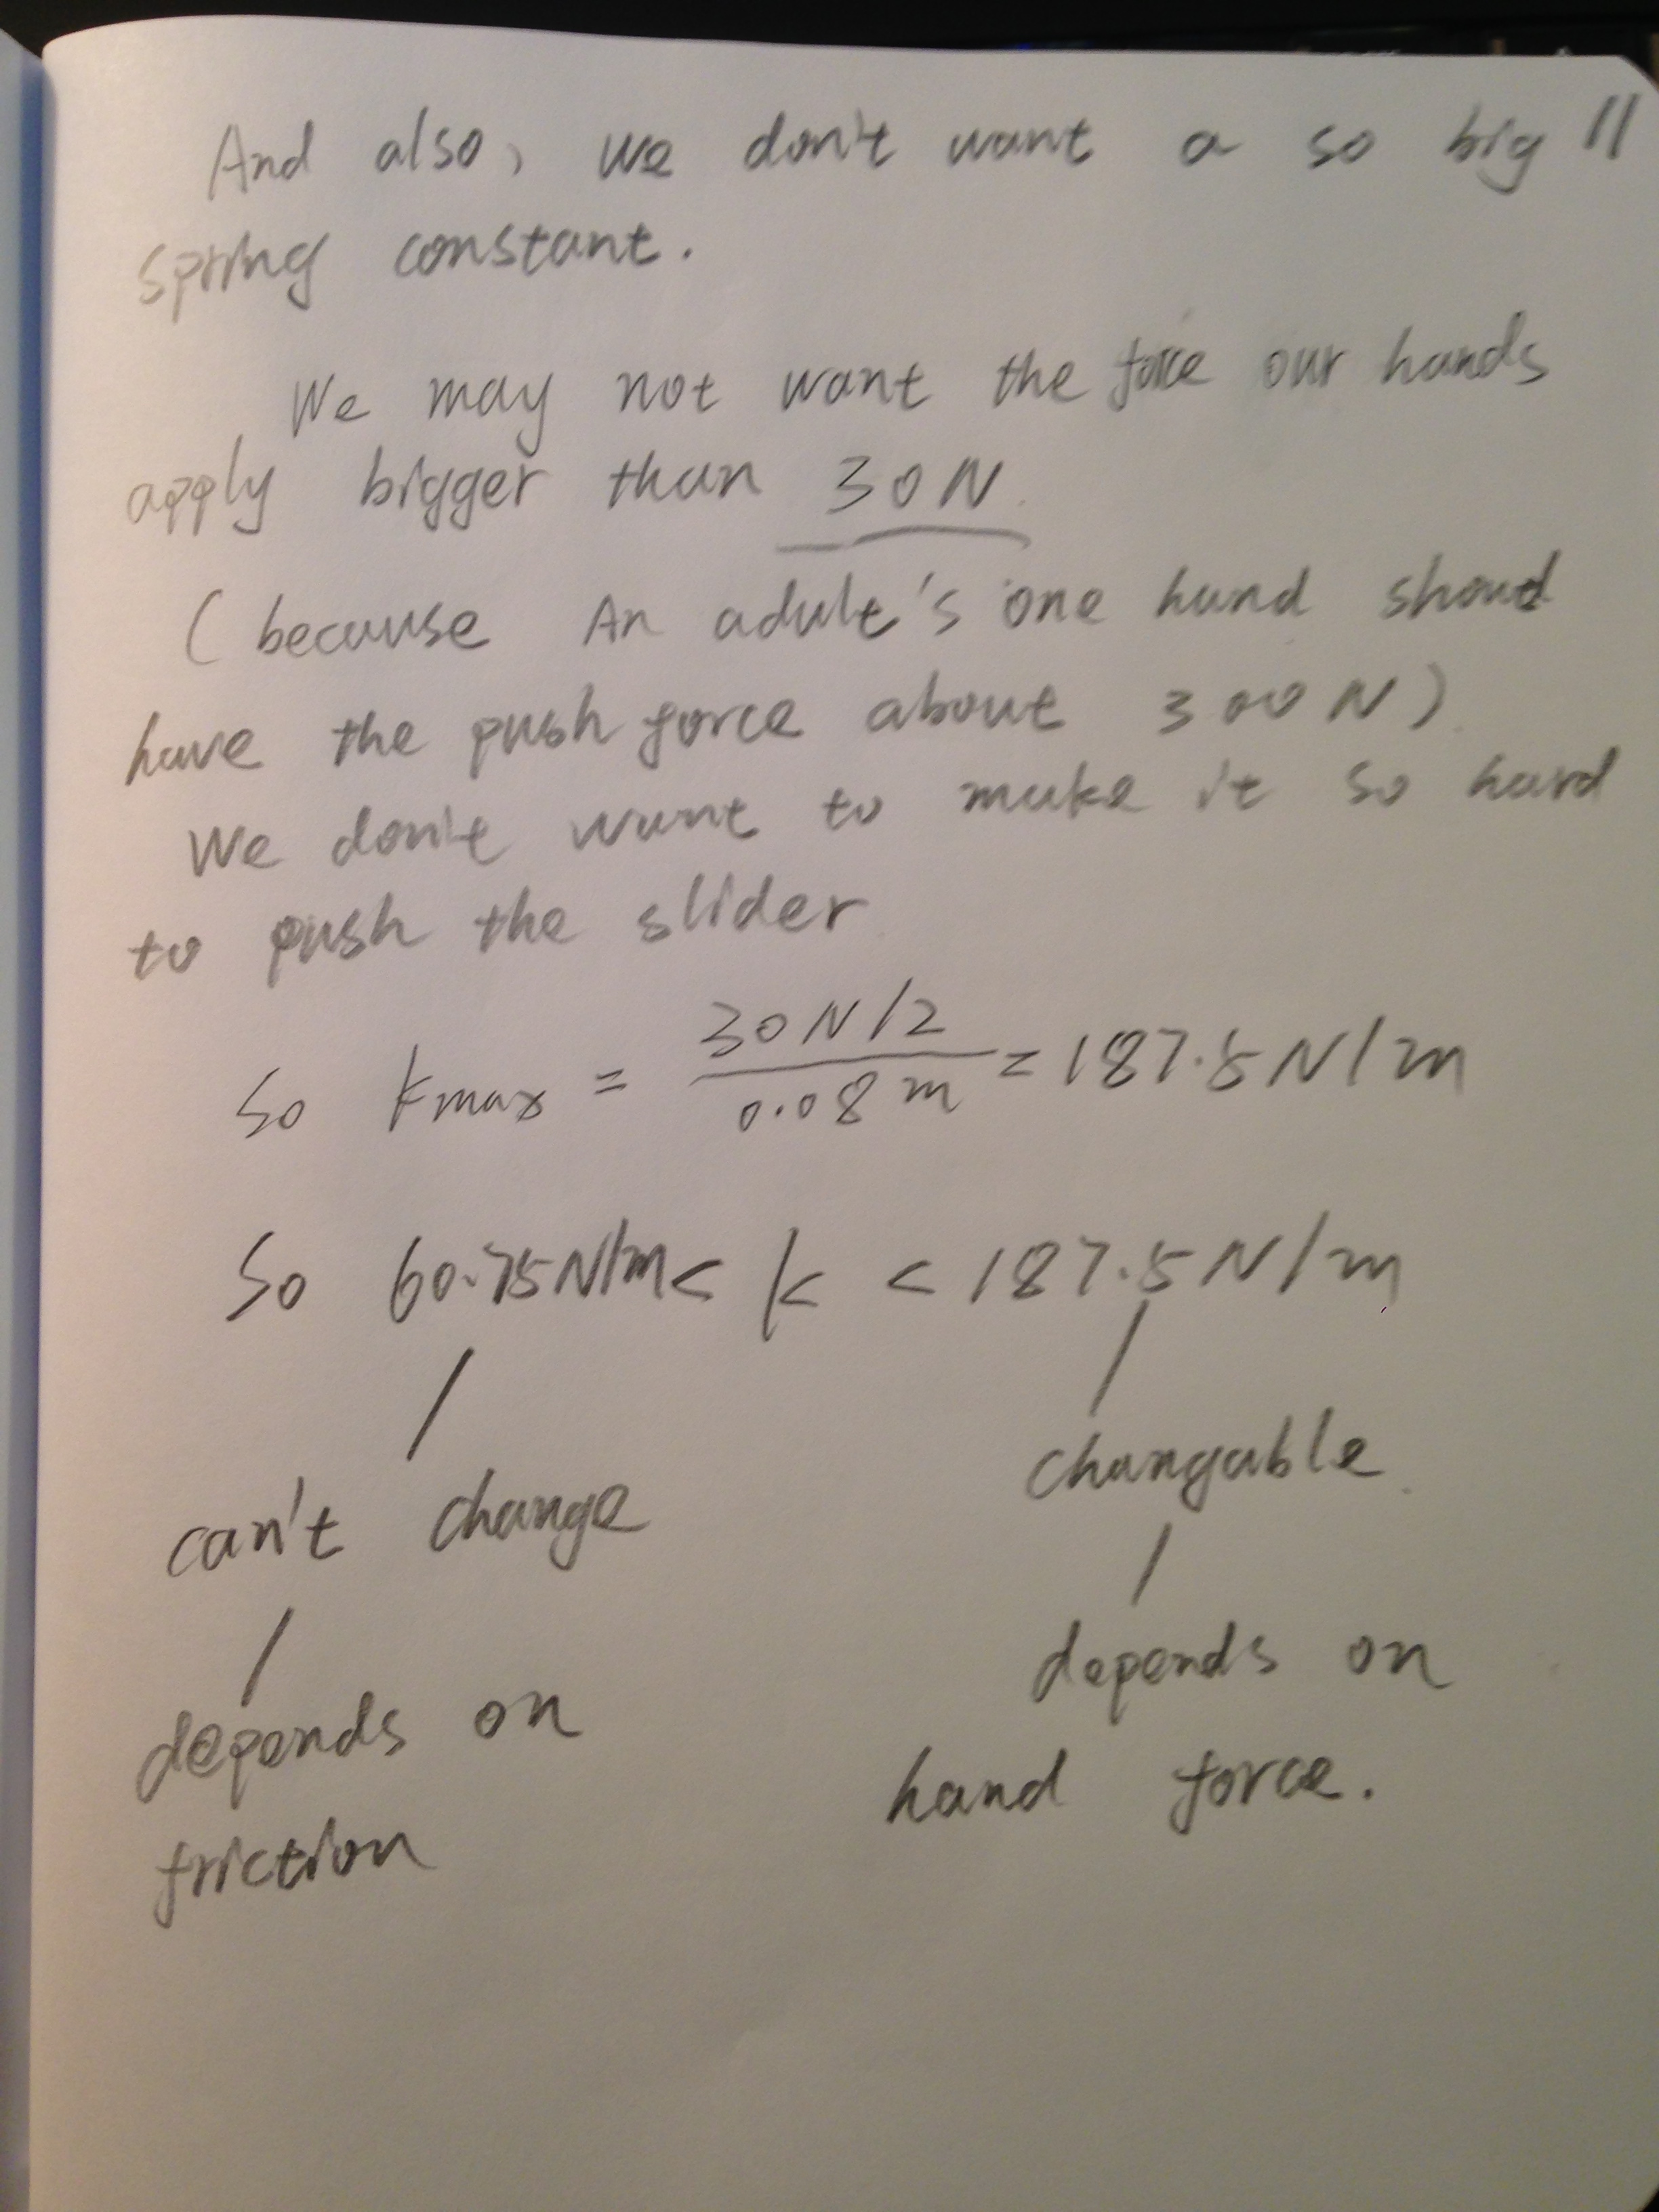 And also, we don't want a so big 11
spring constant.
We may not want the force our hands
apply bigger than 30N.
(because An adult's one hand should
have the push force about 300N).
We don't want to make it so hard
to push the slider.
So kmax = 30N/2 / 0.08m = 187.5N/m
So 60.75N/m < k < 187.5N/m
can't change
changable.
depends on
friction
depends on
hand force.